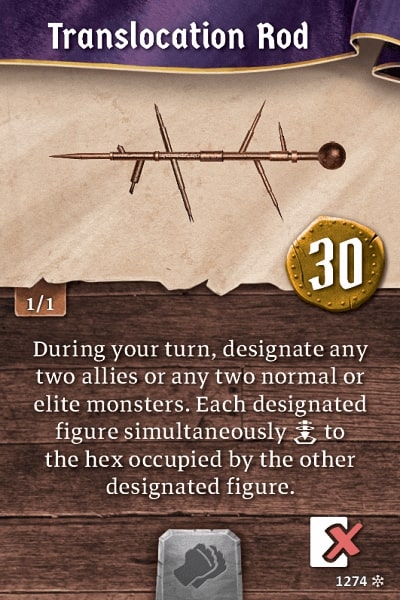 Translocation Rod
30
1/1
During your turn, designate any
two allies or any two normal or
elite monsters. Each designated
figure simultaneously to
the hex occupied by the other
designated figure.
1274